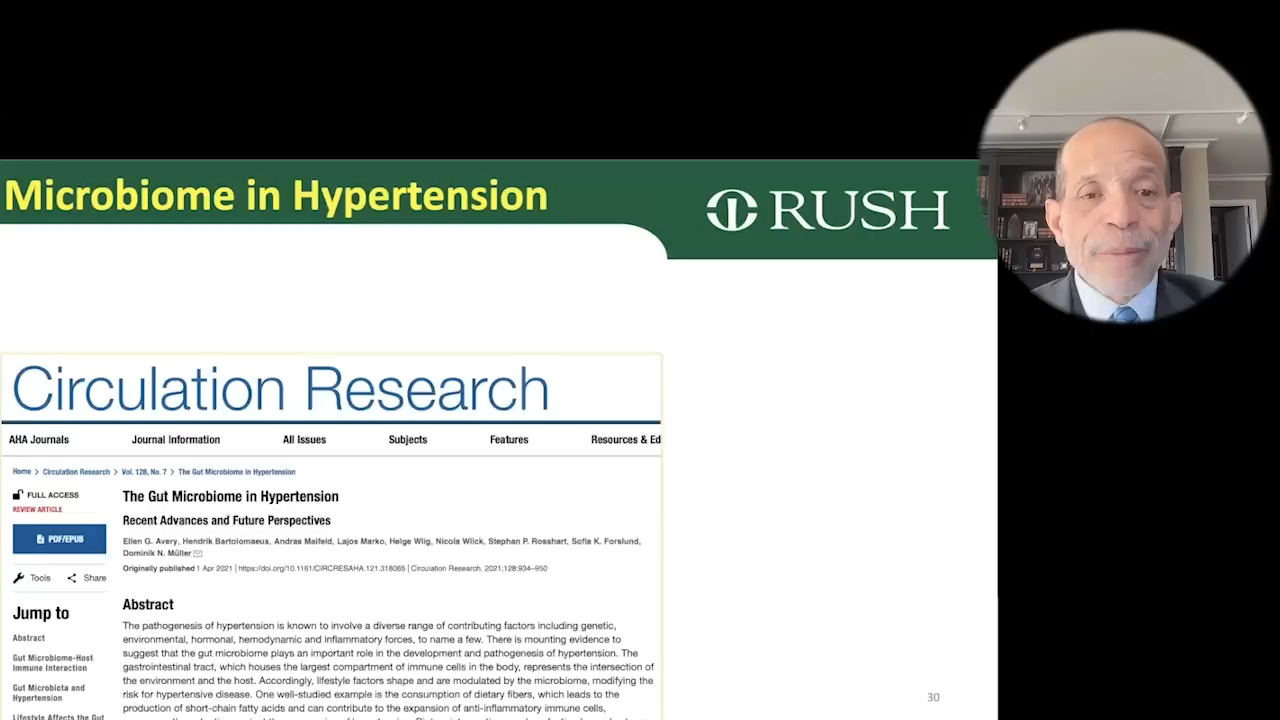 Microbiome in Hypertension
RUSH
Circulation Research
AHA Journals Journal Information All Issues Subjects Features Resources & Ed
Home > Circulation Research > Vol. 128, No. 7 > The Gut Microbiome in Hypertension
FULL ACCESS
REVIEW ARTICLE
PDF/EPUB
Tools Share
Jump to
Abstract
Gut Microbiome-Host
Immune Interaction
Gut Microbiota and
Hypertension
Lifestyle Affects the Gut
The Gut Microbiome in Hypertension
Recent Advances and Future Perspectives
Ellen G. Avery, Hendrik Bartolomaeus, Andras Maifeld, Lajos Marko, Helge Wiig, Nicola Wilck, Stephan P. Rosshart, Sofia K. Forslund,
Dominik N. Müller
Originally published 1 Apr 2021 | https://doi.org/10.1161/CIRCRESAHA.121.318065 | Circulation Research. 2021;128:934–950
Abstract
The pathogenesis of hypertension is known to involve a diverse range of contributing factors including genetic,
environmental, hormonal, hemodynamic and inflammatory forces, to name a few. There is mounting evidence to
suggest that the gut microbiome plays an important role in the development and pathogenesis of hypertension. The
gastrointestinal tract, which houses the largest compartment of immune cells in the body, represents the intersection of
the environment and the host. Accordingly, lifestyle factors shape and are modulated by the microbiome, modifying the
risk for hypertensive disease. One well-studied example is the consumption of dietary fibers, which leads to the
production of short-chain fatty acids and can contribute to the expansion of anti-inflammatory immune cells,
30